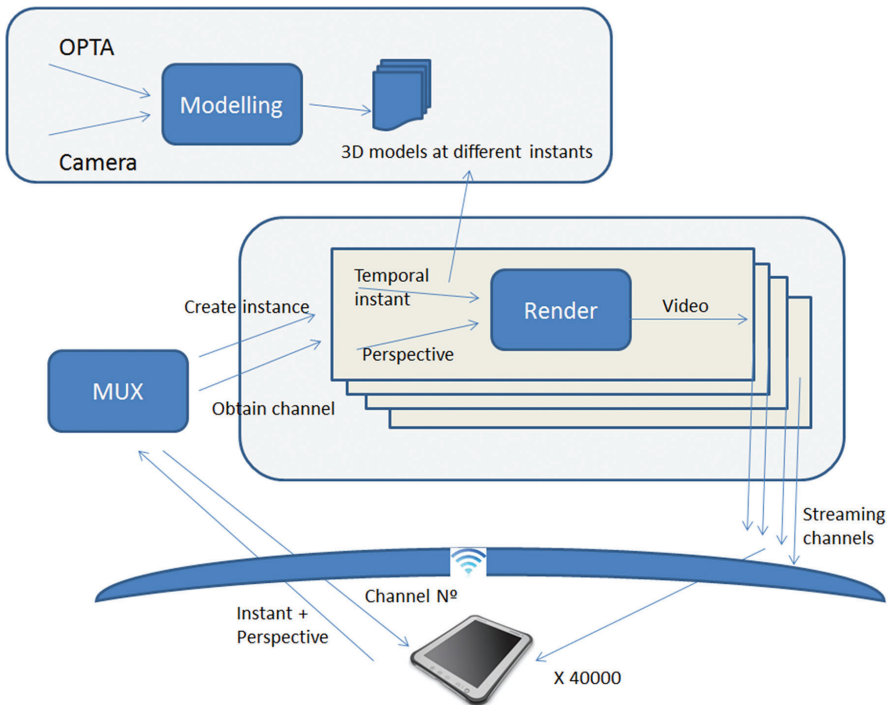 OPTA
Modelling
Camera
3D models at different instants
Temporal
instant
Render
Video
Create instance
Perspective
MUX
Obtain channel
Streaming
channels
Channel Nº
Instant +
Perspective
X 40000